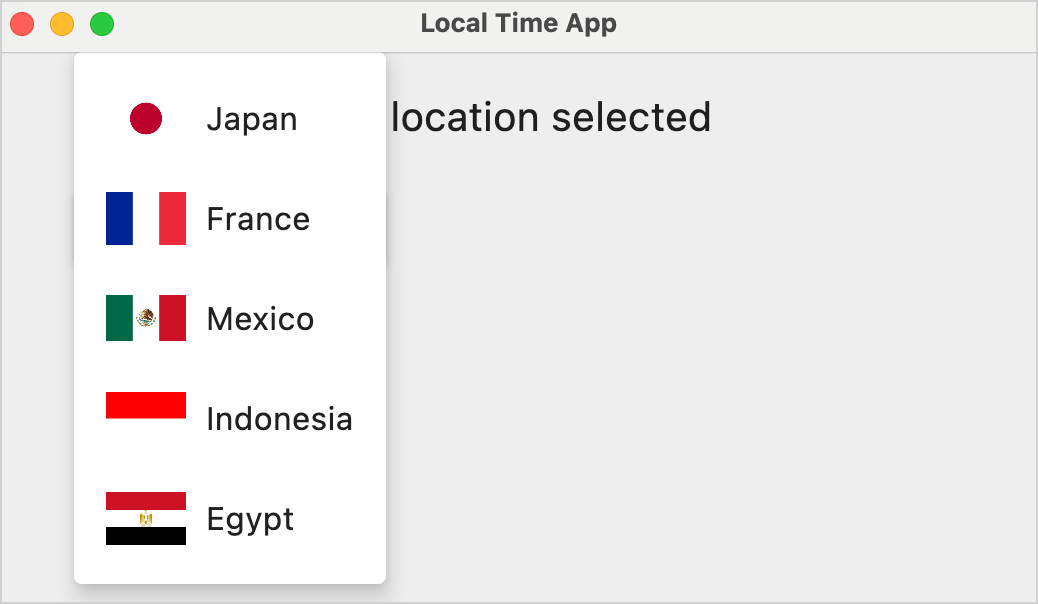 Local Time App
location selected
Japan
France
Mexico
Indonesia
Egypt